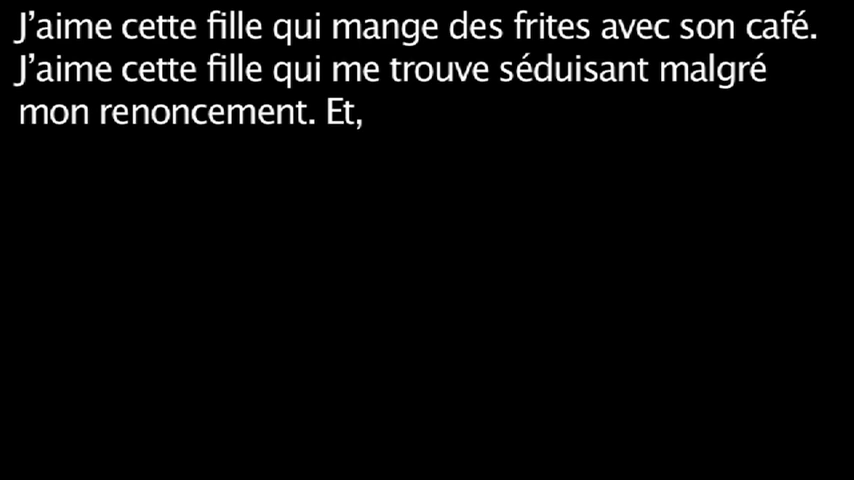 J’aime cette fille qui mange des frites avec son café.
J’aime cette fille qui me trouve séduisant malgré
mon renoncement. Et,